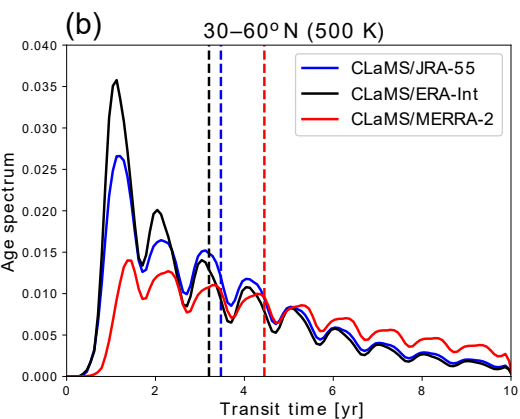 (b)
30–60° N (500 K)
CLaMS/JRA-55
CLaMS/ERA-Int
CLaMS/MERRA-2
Age spectrum
0.040
0.035
0.030
0.025
0.020
0.015
0.010
0.005
0.000
0 2 4 6 8 10
Transit time [yr]